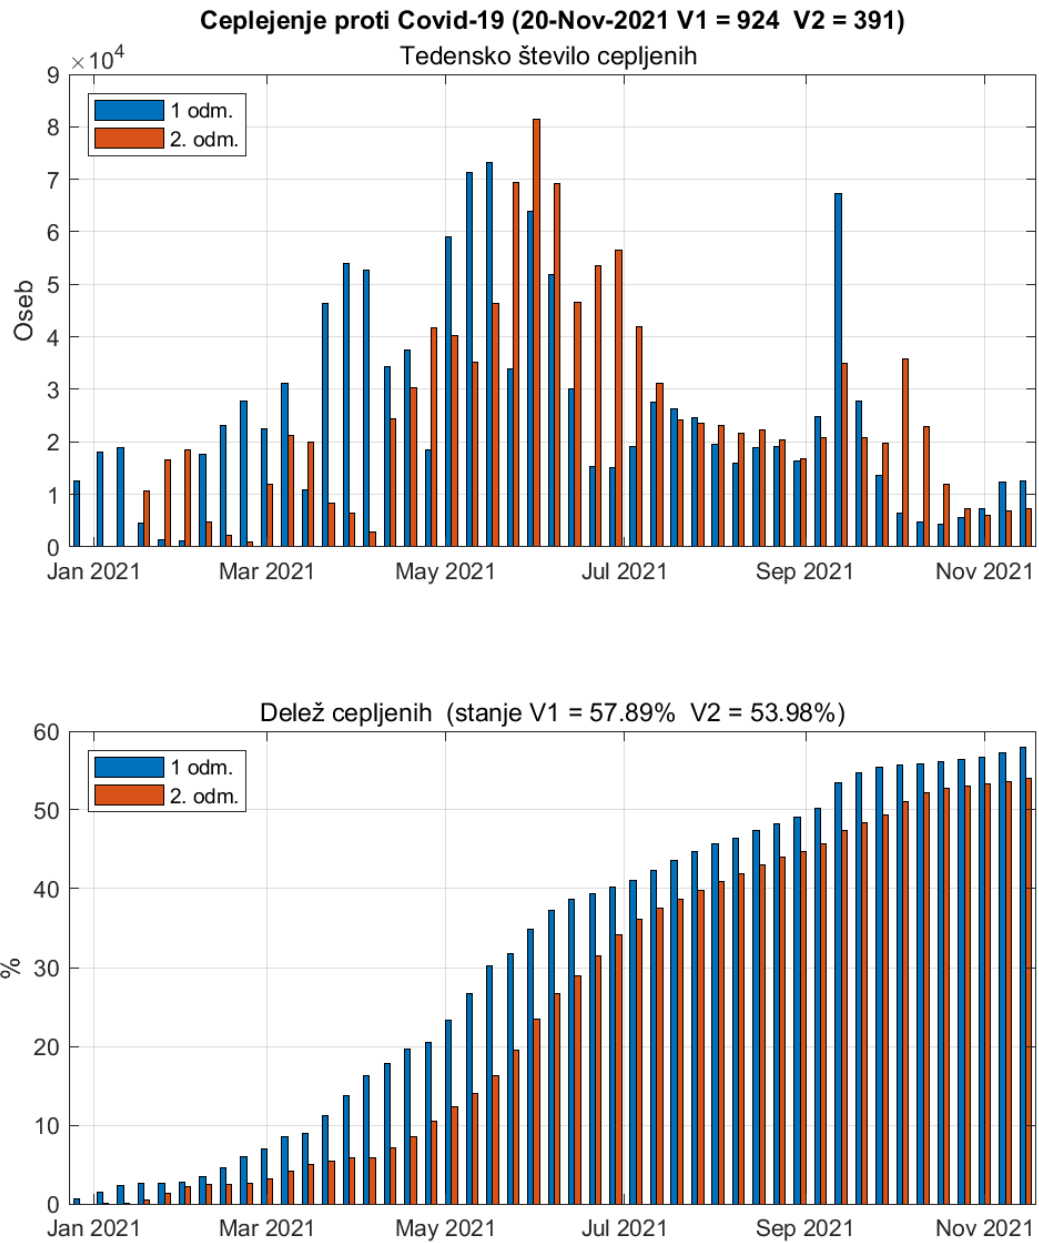 Ceplejenje proti Covid-19 (20-Nov-2021 V1 = 924  V2 = 391)
Tedensko število cepljenih
×10^4
9
8
7
6
5
4
3
2
1
0
Oseb
1 odm.
2. odm.
Jan 2021
Mar 2021
May 2021
Jul 2021
Sep 2021
Nov 2021
Delež cepljenih  (stanje V1 = 57.89%  V2 = 53.98%)
60
50
40
30
20
10
0
%
1 odm.
2. odm.
Jan 2021
Mar 2021
May 2021
Jul 2021
Sep 2021
Nov 2021